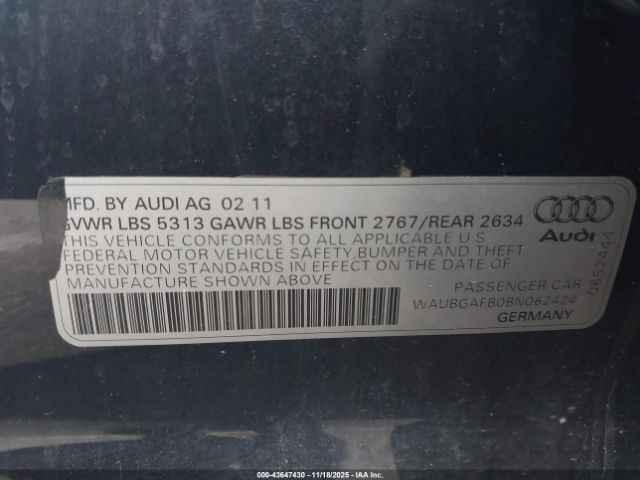 MFD. BY AUDI AG 02 11
GVWR LBS 5313 GAWR LBS FRONT 2767/REAR 2634
THIS VEHICLE CONFORMS TO ALL APPLICABLE U S
FEDERAL MOTOR VEHICLE SAFETY, BUMPER AND THEFT
PREVENTION STANDARDS IN EFFECT ON THE DATE OF
MANUFACTURE SHOWN ABOVE
Audi
PASSENGER CAR
WAUBGAFB0BN062424
GERMANY
0652444
000-43647430 - 11/18/2025 - IAA Inc.